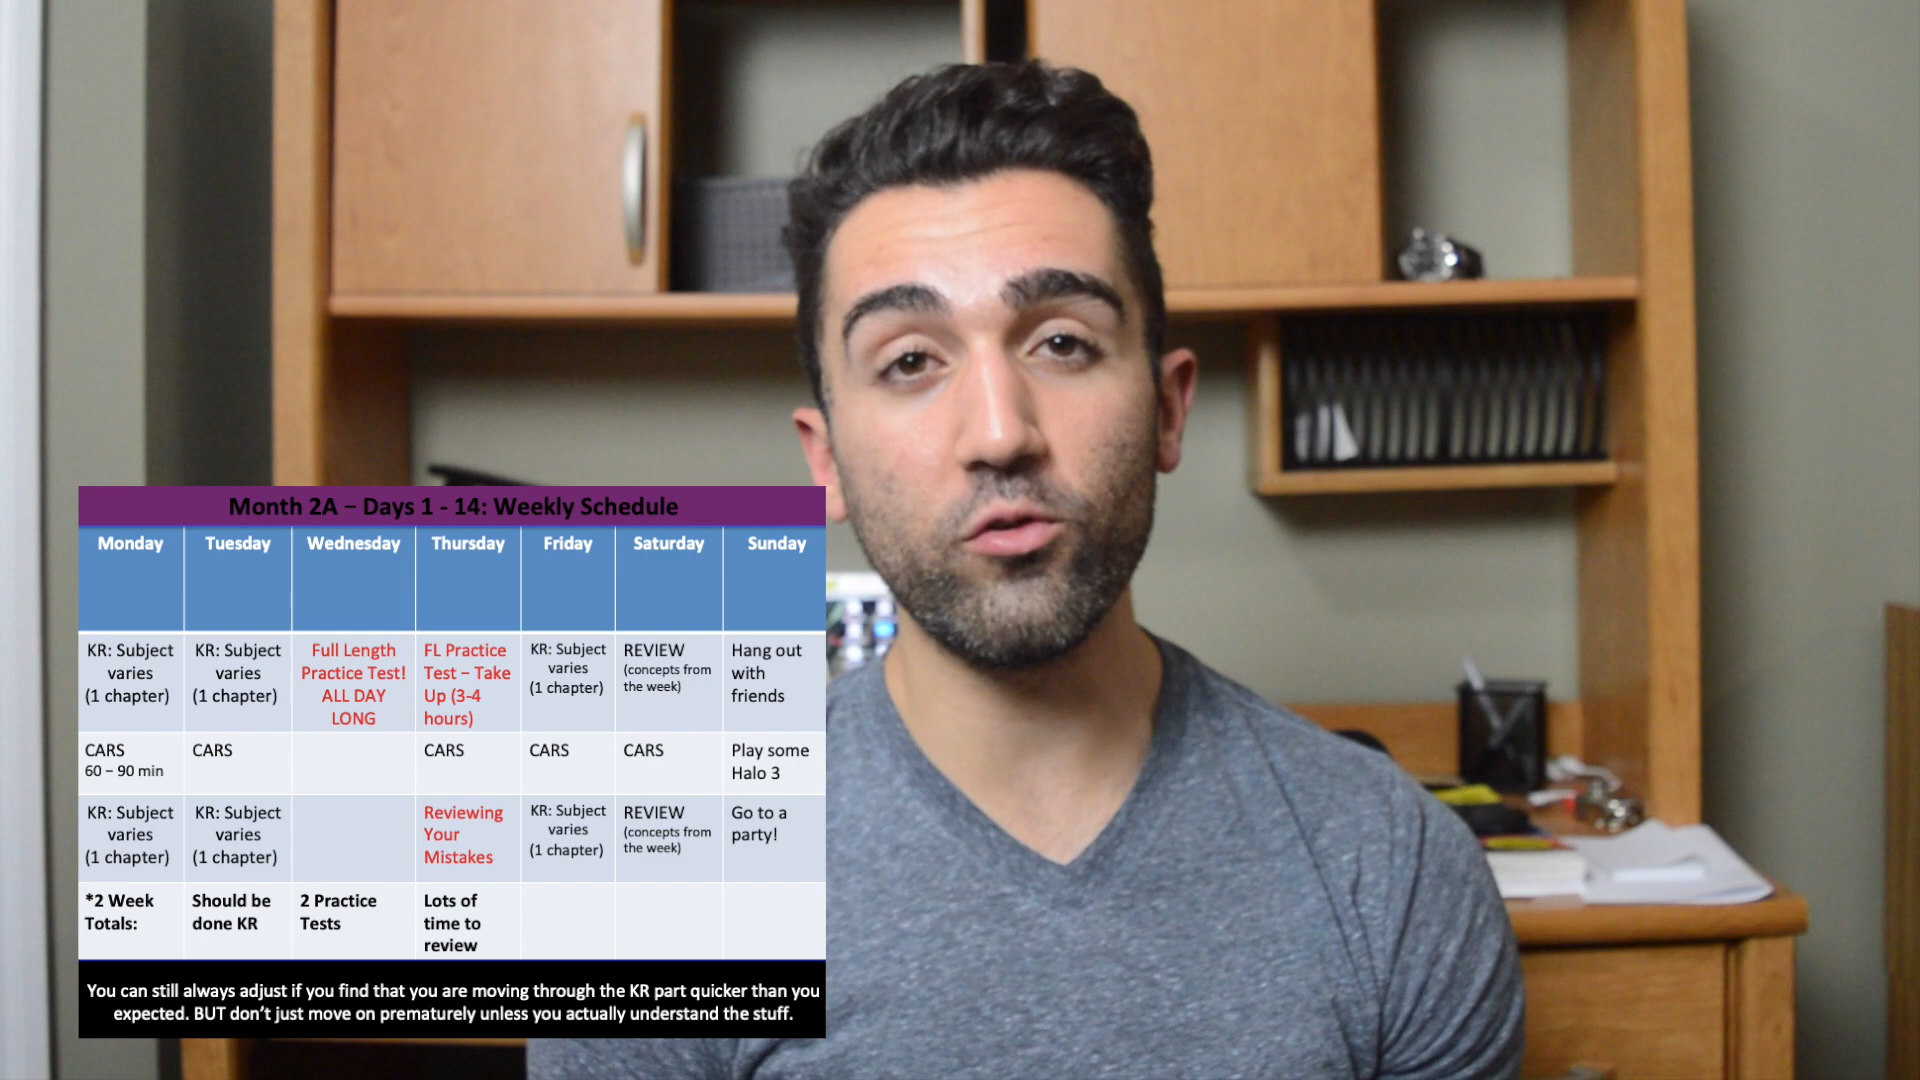 Month 2A – Days 1 - 14: Weekly Schedule
Monday
Tuesday
Wednesday
Thursday
Friday
Saturday
Sunday
KR: Subject
varies
(1 chapter)
KR: Subject
varies
(1 chapter)
Full Length
Practice Test!
ALL DAY
LONG
FL Practice
Test – Take
Up (3-4
hours)
KR: Subject
varies
(1 chapter)
REVIEW
(concepts from
the week)
Hang out
with
friends
CARS
60 – 90 min
CARS
CARS
CARS
CARS
Play some
Halo 3
KR: Subject
varies
(1 chapter)
KR: Subject
varies
(1 chapter)
Reviewing
Your
Mistakes
KR: Subject
varies
(1 chapter)
REVIEW
(concepts from
the week)
Go to a
party!
*2 Week
Totals:
Should be
done KR
2 Practice
Tests
Lots of
time to
review
You can still always adjust if you find that you are moving through the KR part quicker than you
expected. BUT don't just move on prematurely unless you actually understand the stuff.